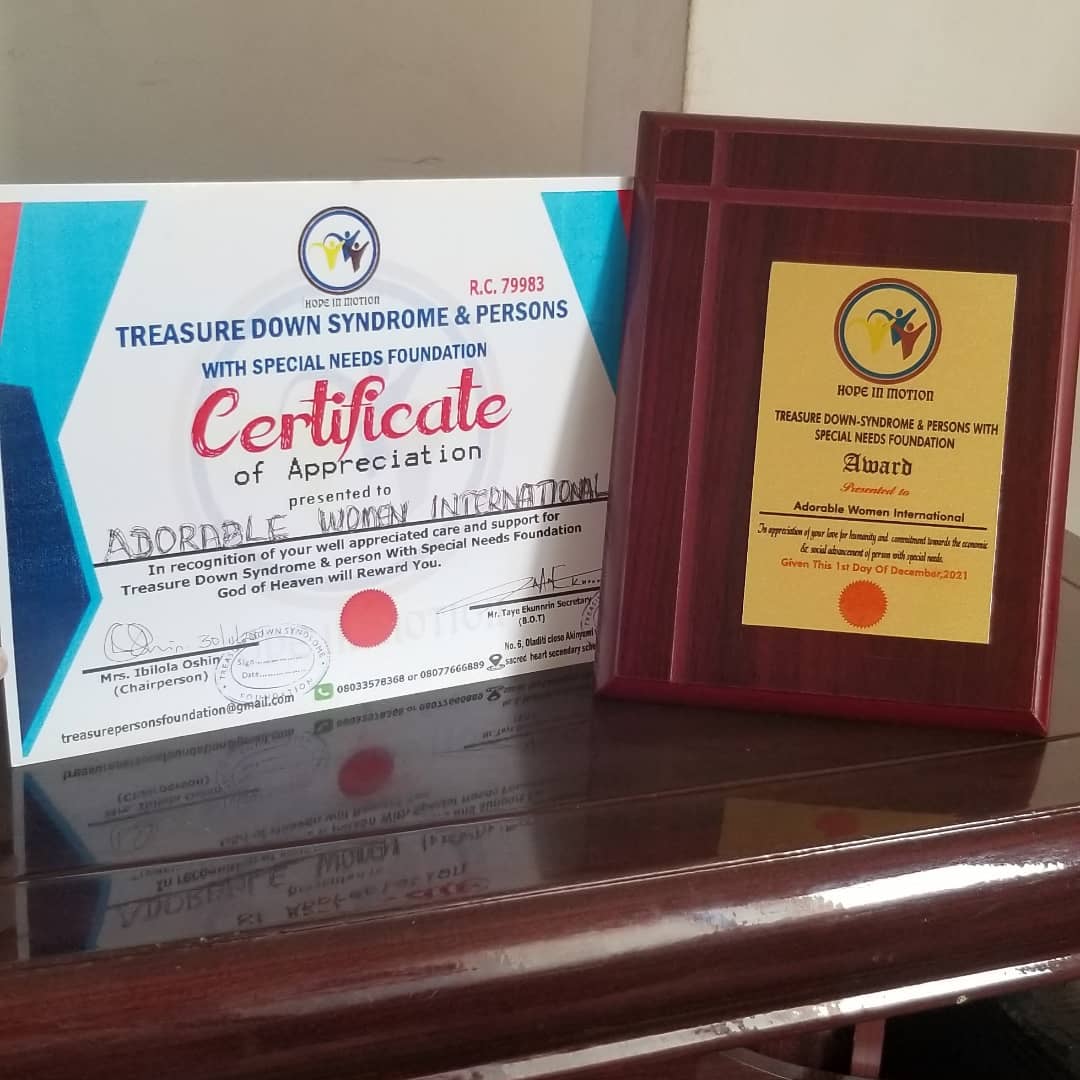 HOPE IN MOTION
R.C. 79983
TREASURE DOWN SYNDROME & PERSONS
WITH SPECIAL NEEDS FOUNDATION
Certificate
of Appreciation
presented to
ADORABLE WOMEN INTERNATIONAL
In recognition of your well appreciated care and support for
Treasure Down Syndrome & person With Special Needs Foundation
God of Heaven will Reward You.
Mrs. Ibilola Oshin
(Chairperson)
Sign
Date
FOUNDATION
Mr. Taye Ekunnrin Secretary
(B.O.T)
No. 6, Oladiti close Akinyemi
sacred heart secondary
08033578368 or 08077666889
treasurepersonsfoundation@gmail.com
HOPE IN MOTION
TREASURE DOWN-SYNDROME & PERSONS WITH
SPECIAL NEEDS FOUNDATION
Award
Presented to
Adorable Women International
In appreciation of your love for humanity and commitment towards the economic
& social advancement of person with special needs.
Given This 1st Day Of December,2021